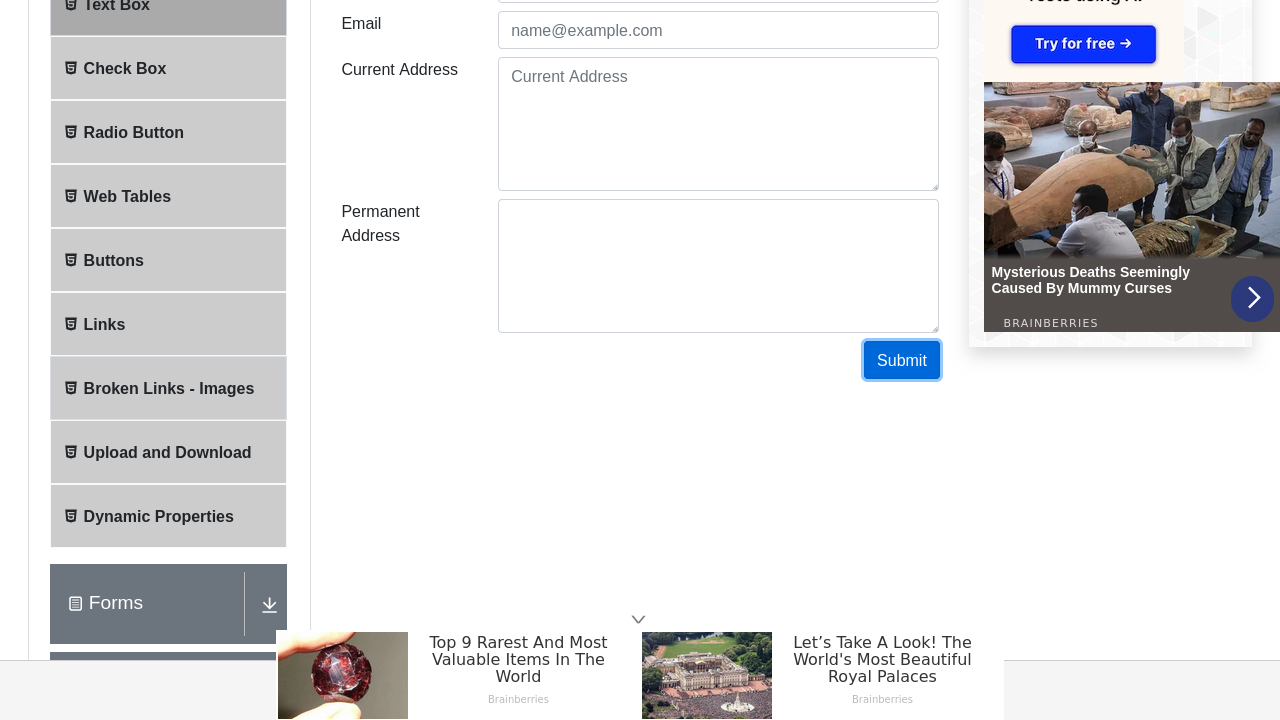 Text Box
Check Box
Radio Button
Web Tables
Buttons
Links
Broken Links - Images
Upload and Download
Dynamic Properties
Forms
Email
name@example.com
Current Address
Current Address
Permanent
Address
Submit
Try for free →
Mysterious Deaths Seemingly
Caused By Mummy Curses
BRAINBERRIES
Top 9 Rarest And Most
Valuable Items In The
World
Brainberries
Let’s Take A Look! The
World's Most Beautiful
Royal Palaces
Brainberries